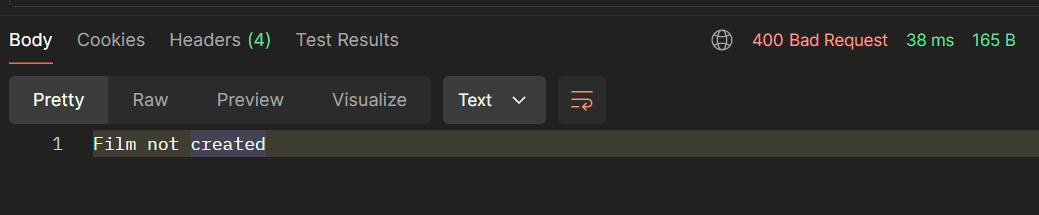 Body Cookies Headers (4) Test Results 400 Bad Request 38 ms 165 B
Pretty Raw Preview Visualize Text
1 Film not created